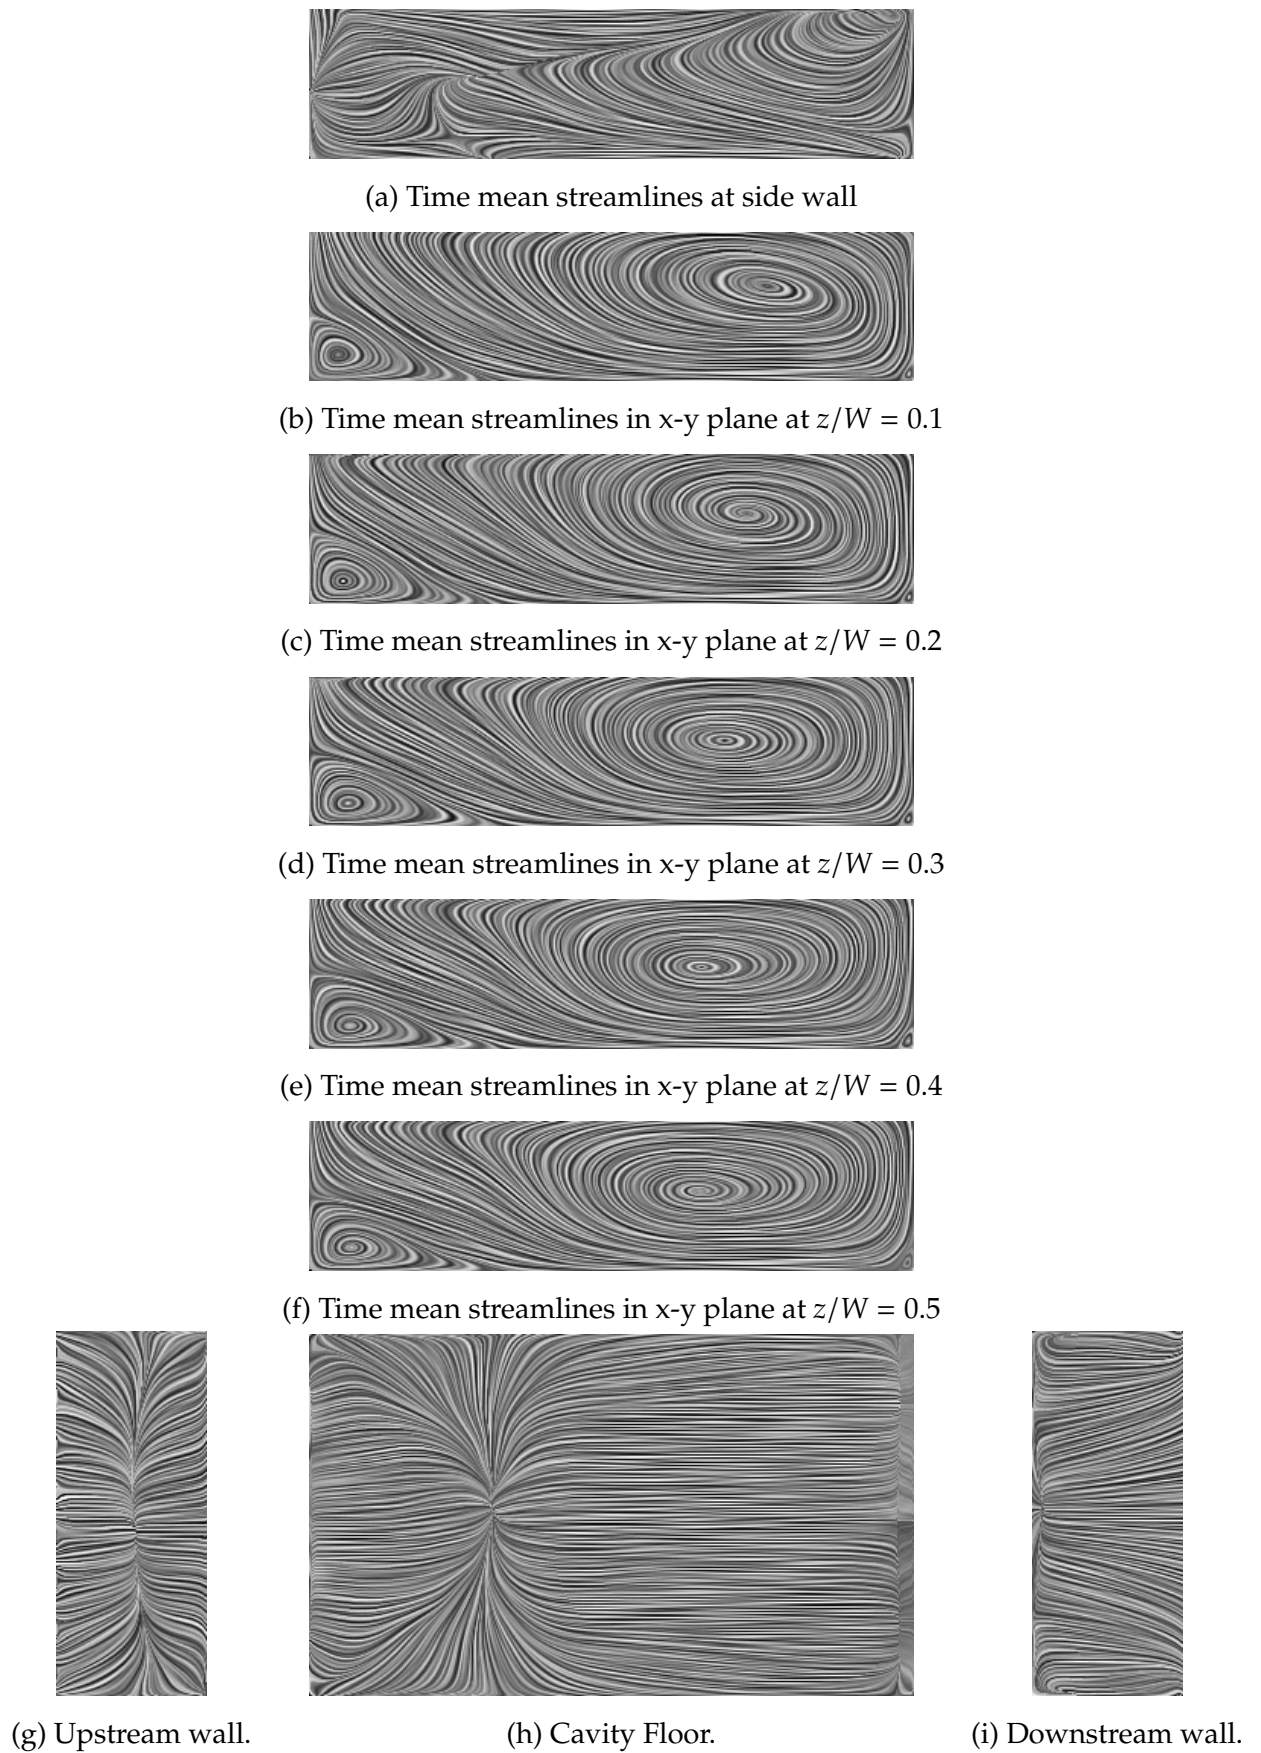 (a) Time mean streamlines at side wall
(b) Time mean streamlines in x-y plane at z/W = 0.1
(c) Time mean streamlines in x-y plane at z/W = 0.2
(d) Time mean streamlines in x-y plane at z/W = 0.3
(e) Time mean streamlines in x-y plane at z/W = 0.4
(f) Time mean streamlines in x-y plane at z/W = 0.5
(g) Upstream wall.
(h) Cavity Floor.
(i) Downstream wall.